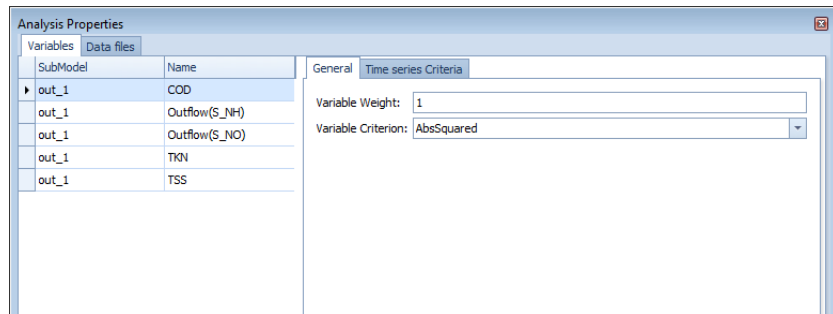 Analysis Properties
Variables Data files
SubModel Name
out_1 COD
out_1 Outflow(S_NH)
out_1 Outflow(S_NO)
out_1 TKN
out_1 TSS
General Time series Criteria
Variable Weight: 1
Variable Criterion: AbsSquared